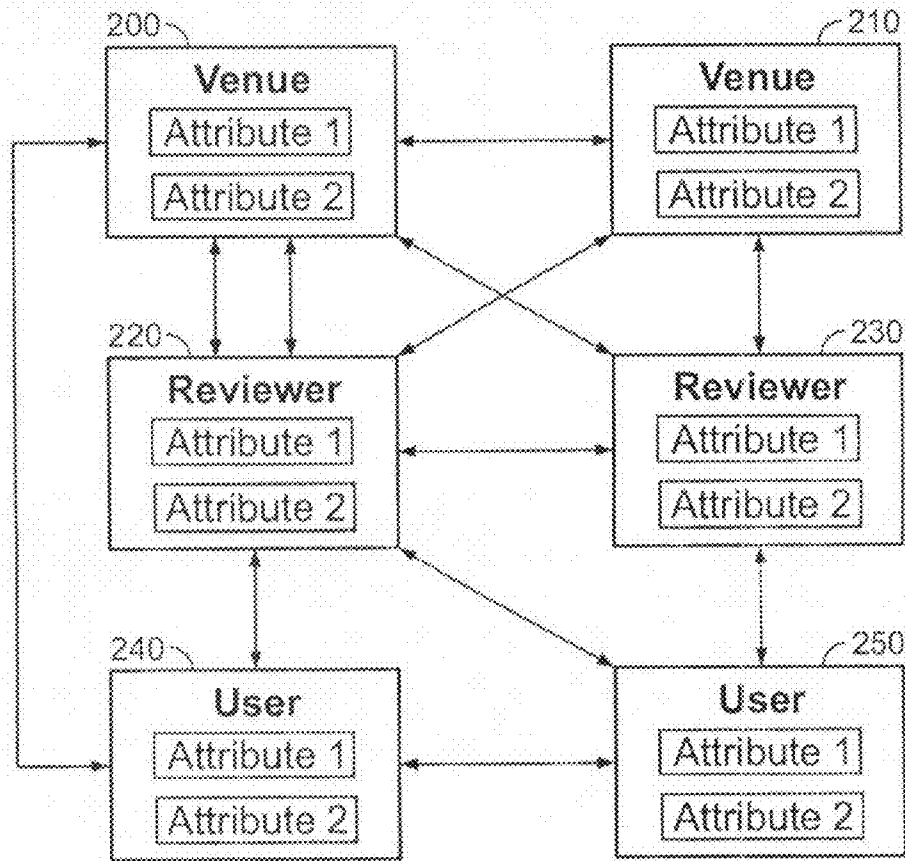 200 210
Venue Venue
Attribute 1 Attribute 1
Attribute 2 Attribute 2
220 230
Reviewer Reviewer
Attribute 1 Attribute 1
Attribute 2 Attribute 2
240 250
User User
Attribute 1 Attribute 1
Attribute 2 Attribute 2